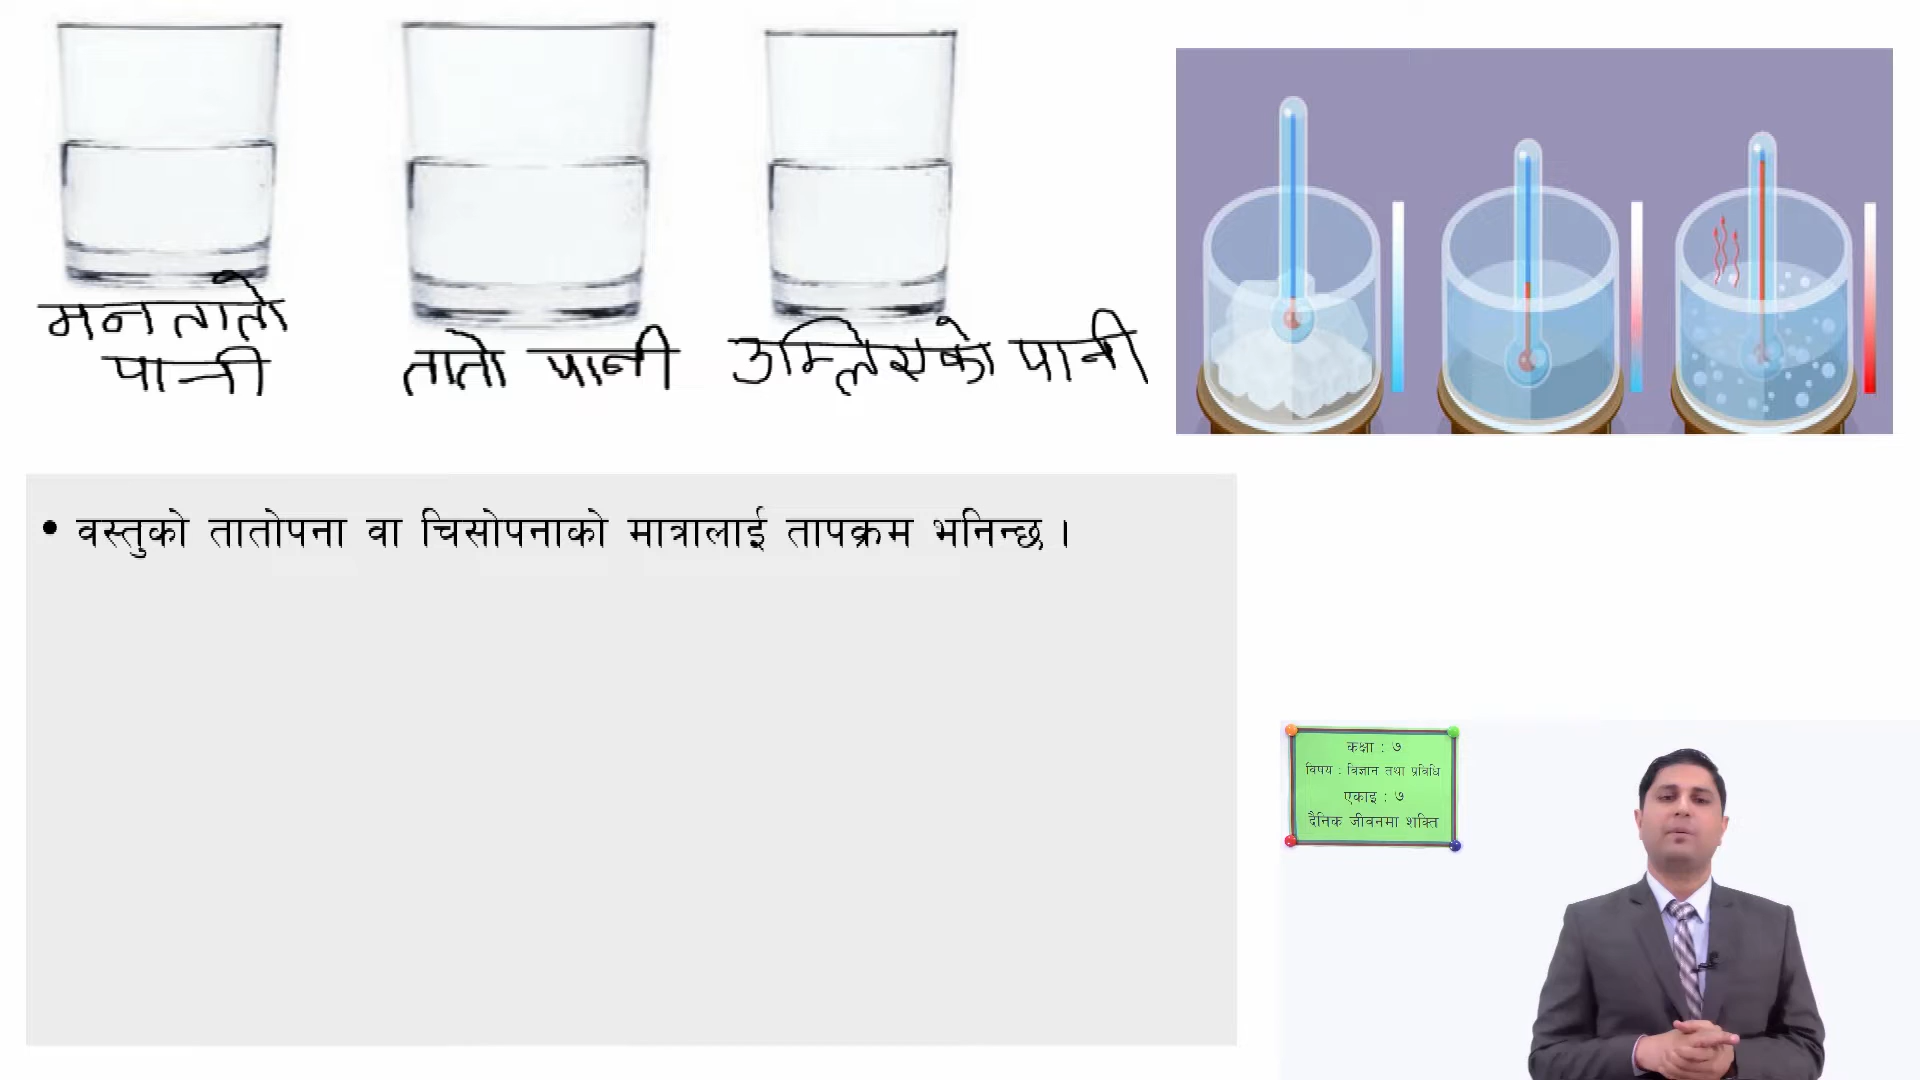 मनतातो
पानी
तातो पानी
उम्लिएको पानी
• वस्तुको तातोपना वा चिसोपनाको मात्रालाई तापक्रम भनिन्छ ।
कक्षा : ७
विषय : विज्ञान तथा प्रविधि
एकाइ : ७
दैनिक जीवनमा शक्ति